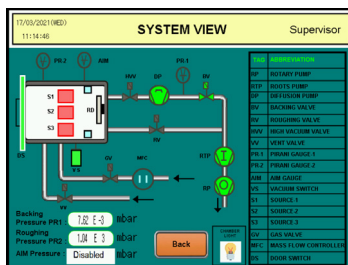 17/03/2021(WED)
11:14:46
SYSTEM VIEW
Supervisor
PR-2
AIM
HVV
DP
PR-1
BV
S1
S2
S3
RD
BS
VS
GV
MFC
RV
RTP
RP
VV
Backing
Pressure PR1 : 7.62 E -3 mbar
Roughing
Pressure PR2 : 1.04 E 3 mbar
AIM Pressure : Disabled mbar
Back
CHAMBER
LIGHT
TAG ABBREVIATION
RP ROTARY PUMP
RTP ROOTS PUMP
DP DIFFUSION PUMP
BV BACKING VALVE
RV ROUGHING VALVE
HVV HIGH VACUUM VALVE
VV VENT VALVE
PR-1 PIRANI GAUGE-1
PR-2 PIRANI GAUGE-2
AIM AIM GAUGE
VS VACUUM SWITCH
S1 SOURCE-1
S2 SOURCE-2
S3 SOURCE-3
GV GAS VALVE
MFC MASS FLOW CONTROLLER
BS DOOR SWITCH